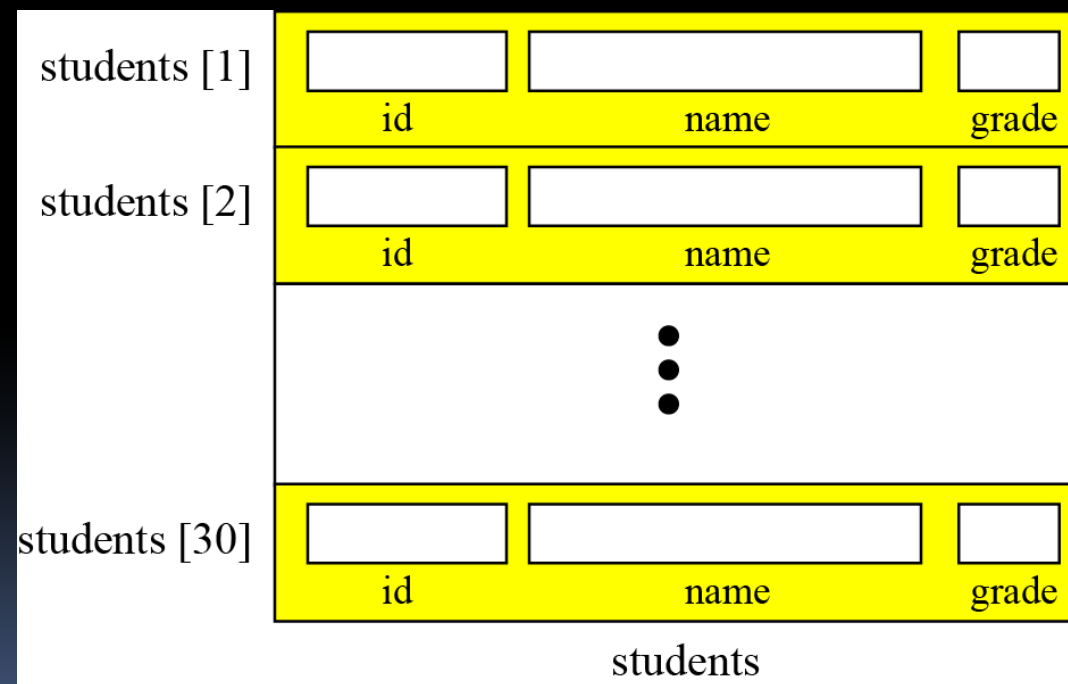 students [1]
id name grade
students [2]
id name grade
students [30]
id name grade
students